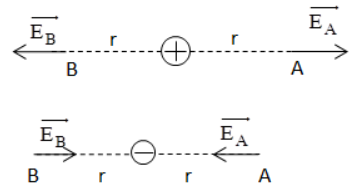 E_B r r E_A
B + A
E_B − E_A
B r r A